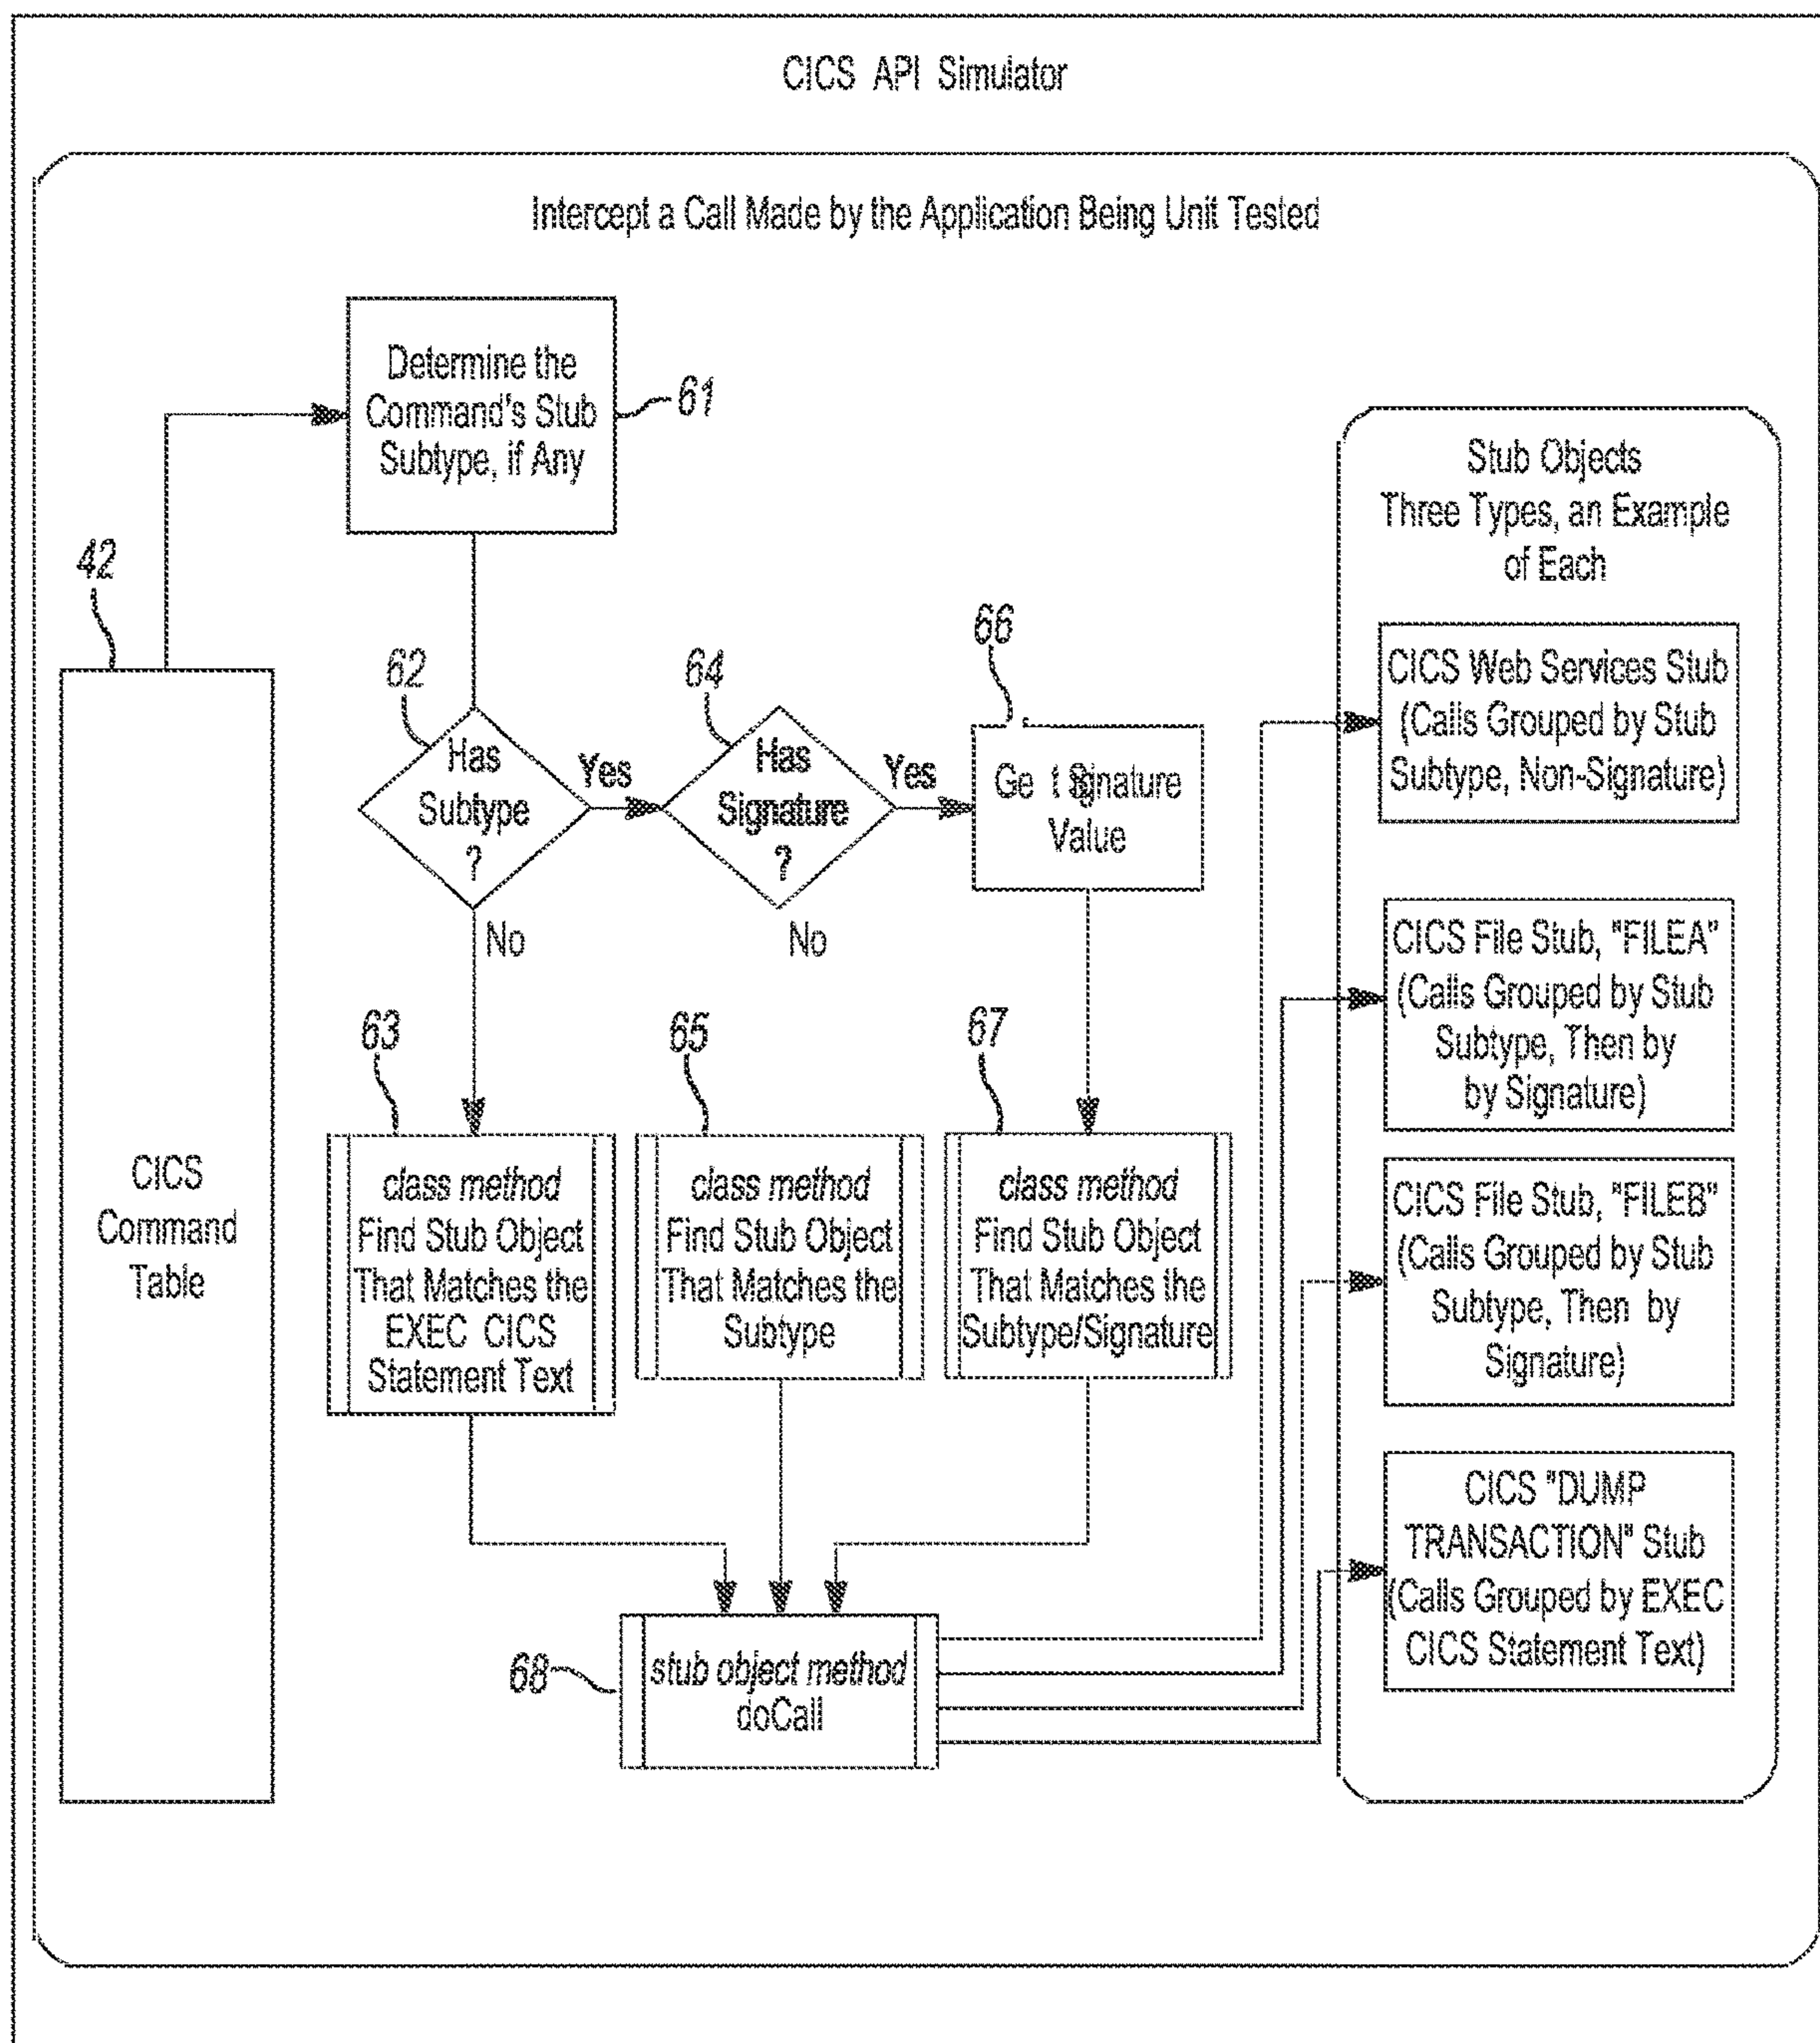 CICS API Simulator
Intercept a Call Made by the Application Being Unit Tested
Determine the
Command's Stub
Subtype, if Any
61
42
CICS
Command
Table
62
Has
Subtype
?
Yes
No
64
Has
Signature
?
Yes
No
66
Ge t Signature
Value
63
class method
Find Stub Object
That Matches the
EXEC CICS
Statement Text
65
class method
Find Stub Object
That Matches the
Subtype
67
class method
Find Stub Object
That Matches the
Subtype/Signature
68
stub object method
doCall
Stub Objects
Three Types, an Example
of Each
CICS Web Services Stub
(Calls Grouped by Stub
Subtype, Non-Signature)
CICS File Stub, "FILEA"
(Calls Grouped by Stub
Subtype, Then by
by Signature)
CICS File Stub, "FILEB"
(Calls Grouped by Stub
Subtype, Then by
Signature)
CICS "DUMP
TRANSACTION" Stub
(Calls Grouped by EXEC
CICS Statement Text)